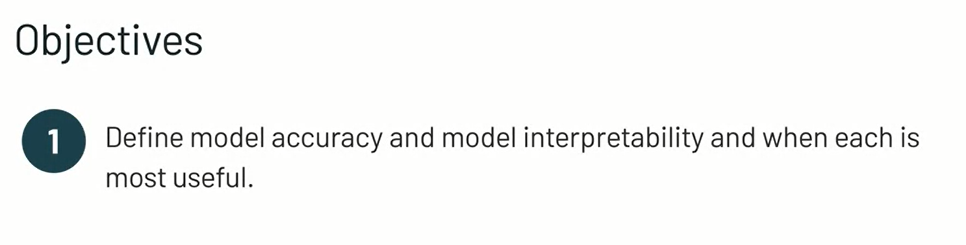 Objectives
1
Define model accuracy and model interpretability and when each is
most useful.